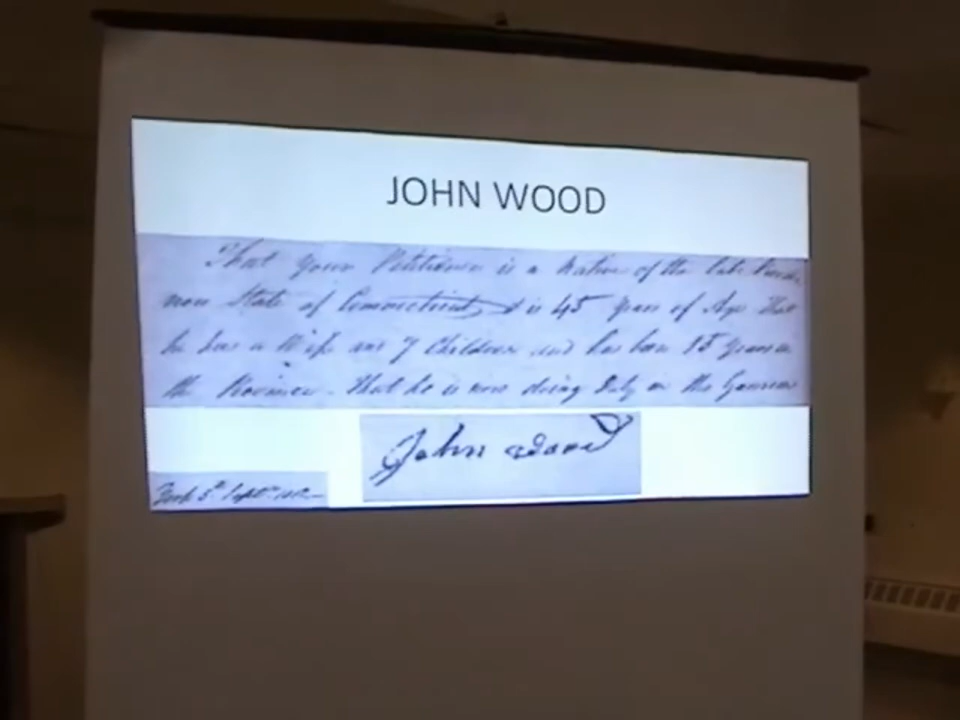 JOHN WOOD
That your Petitioner is a Native of the late
now State of Connecticut & is 45 years of Age that
he has a Wife and 7 Children and has been 15 years in
the Province - that he is now doing Duty in the Garrison
John Wood
York 5th Septr 1812